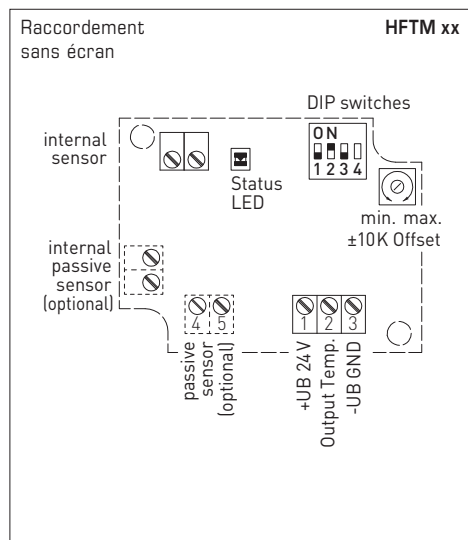 Raccordement
sans écran
HFTM xx
DIP switches
ON
1 2 3 4
internal
sensor
Status
LED
min. max.
±10K Offset
internal
passive
sensor
(optional)
4 5
1 2 3
passive
sensor
(optional)
+UB 24 V
Output Temp.
-UB GND